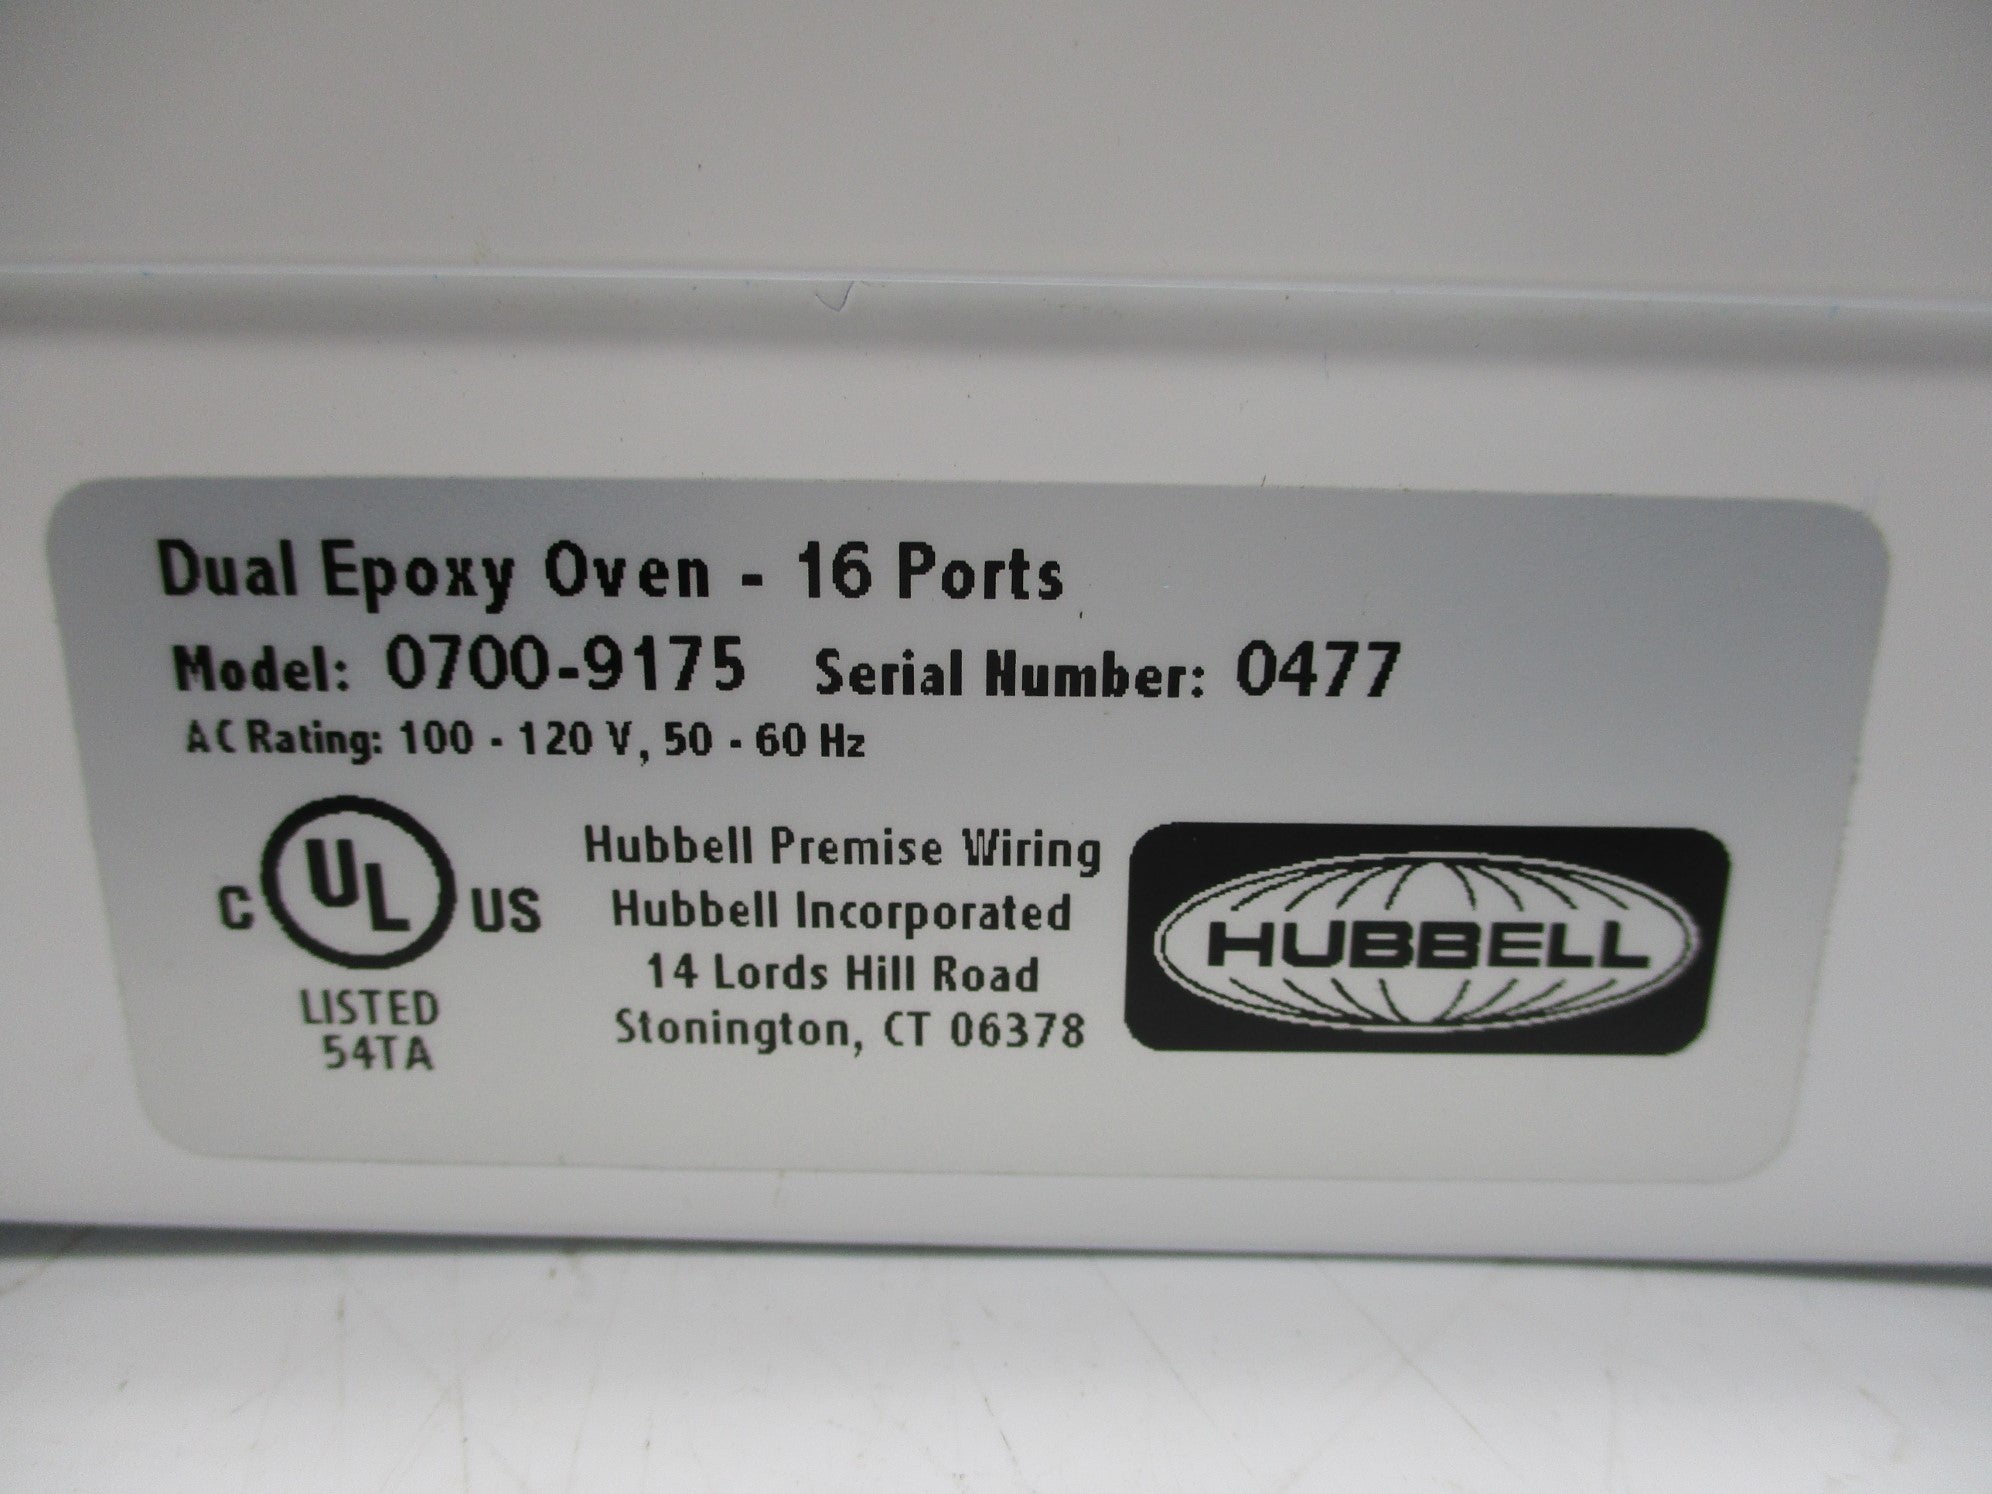 Dual Epoxy Oven - 16 Ports
Model: 0700-9175 Serial Number: 0477
AC Rating: 100 - 120 V, 50 - 60 Hz
C UL US
LISTED
54TA
Hubbell Premise Wiring
Hubbell Incorporated
14 Lords Hill Road
Stonington, CT 06378
HUBBELL